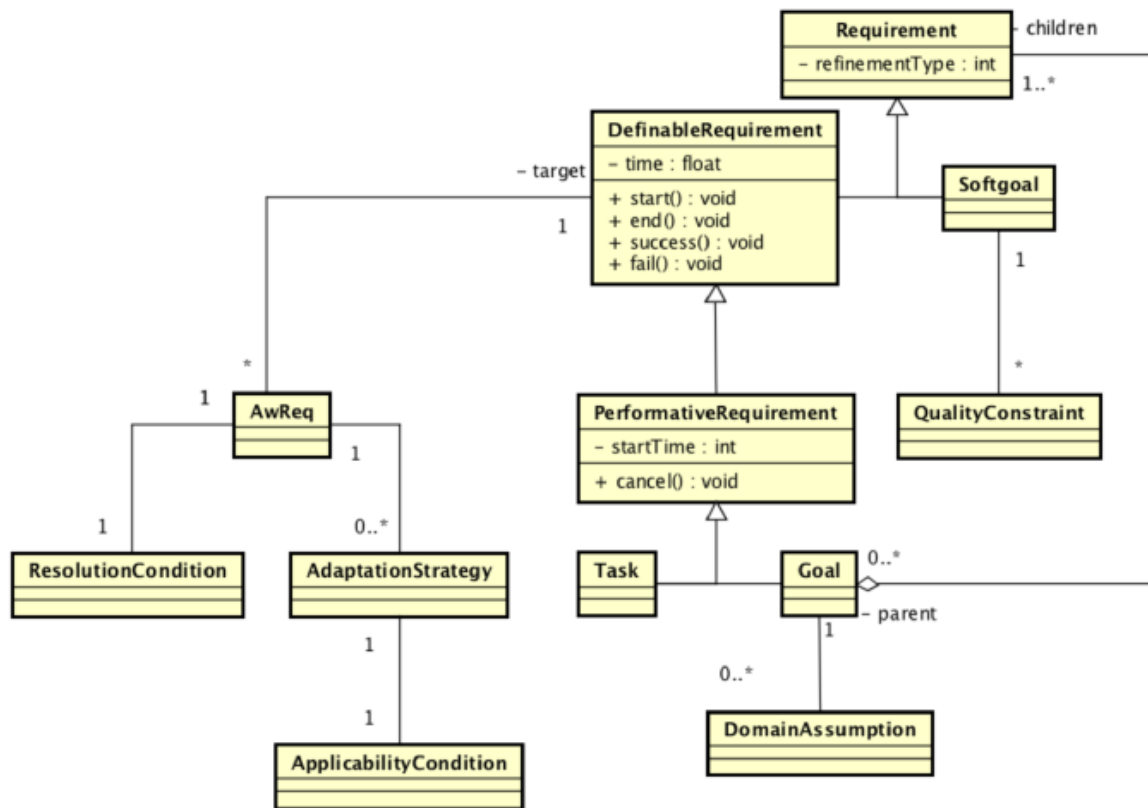 Requirement
- children
- refinementType : int
1..*
DefinableRequirement
- time : float
- target
+ start() : void
+ end() : void
+ success() : void
+ fail() : void
1
Softgoal
1
*
*
1
AwReq
1
PerformativeRequirement
- startTime : int
+ cancel() : void
QualityConstraint
1
0..*
ResolutionCondition
AdaptationStrategy
Task
Goal
0..*
- parent
1
1
0..*
1
DomainAssumption
ApplicabilityCondition